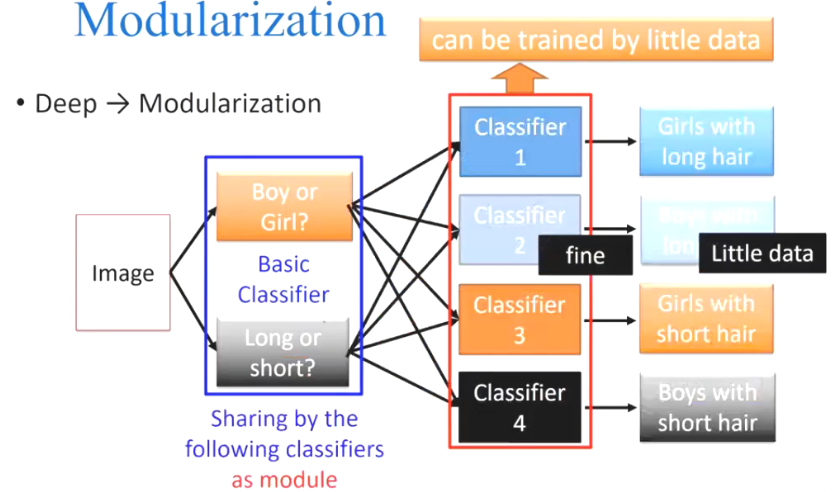 Modularization
can be trained by little data
• Deep → Modularization
Image
Boy or
Girl?
Basic
Classifier
Long or
short?
Sharing by the
following classifiers
as module
Classifier
1
Girls with
long hair
Classifier
2
fine
Boys with
Little data
Classifier
3
Girls with
short hair
Classifier
4
Boys with
short hair